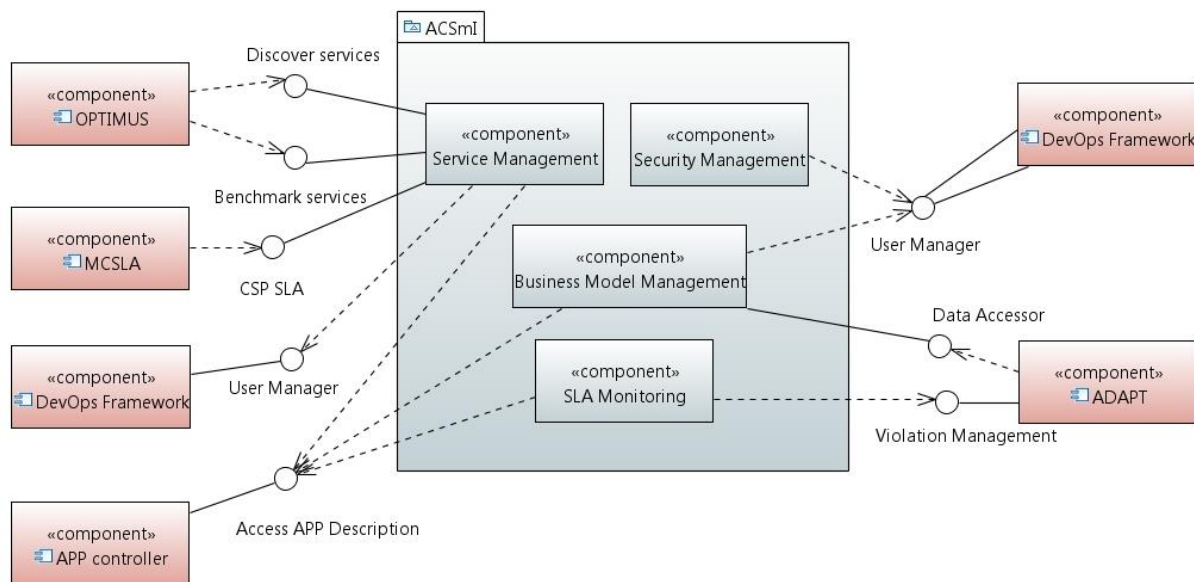 ACSmI
Discover services
«component»
OPTIMUS
«component»
Service Management
«component»
Security Management
«component»
DevOps Framework
Benchmark services
«component»
MCSLA
CSP SLA
User Manager
«component»
Business Model Management
Data Accessor
«component»
DevOps Framework
User Manager
«component»
SLA Monitoring
«component»
ADAPT
Violation Management
«component»
APP controller
Access APP Description